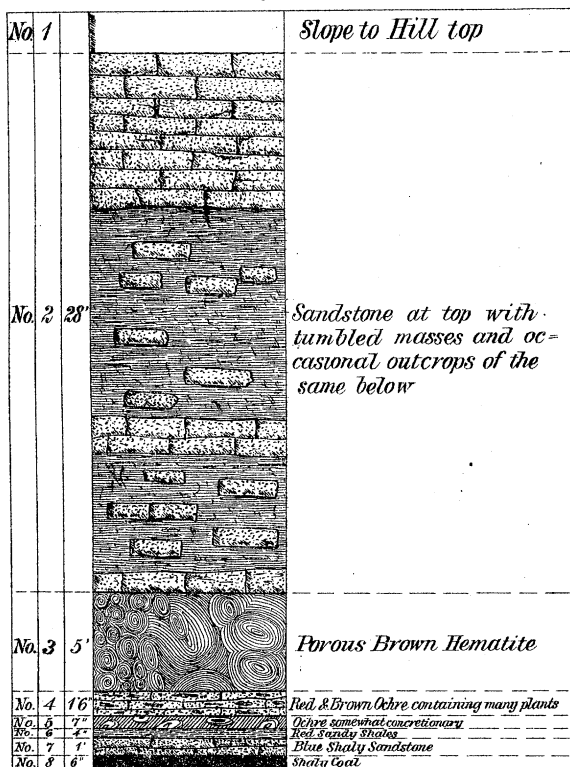 No. 1 Slope to Hill top
No. 2 28' Sandstone at top with
tumbled masses and oc=
casional outcrops of the
same below
No. 3 5' Porous Brown Hematite
No. 4 1'6" Red & Brown Ochre containing many plants
No. 5 7" Ochre somewhat concretionary
No. 6 4" Red Sandy Shales
No. 7 1' Blue Shaly Sandstone
No. 8 6" Shaly Coal